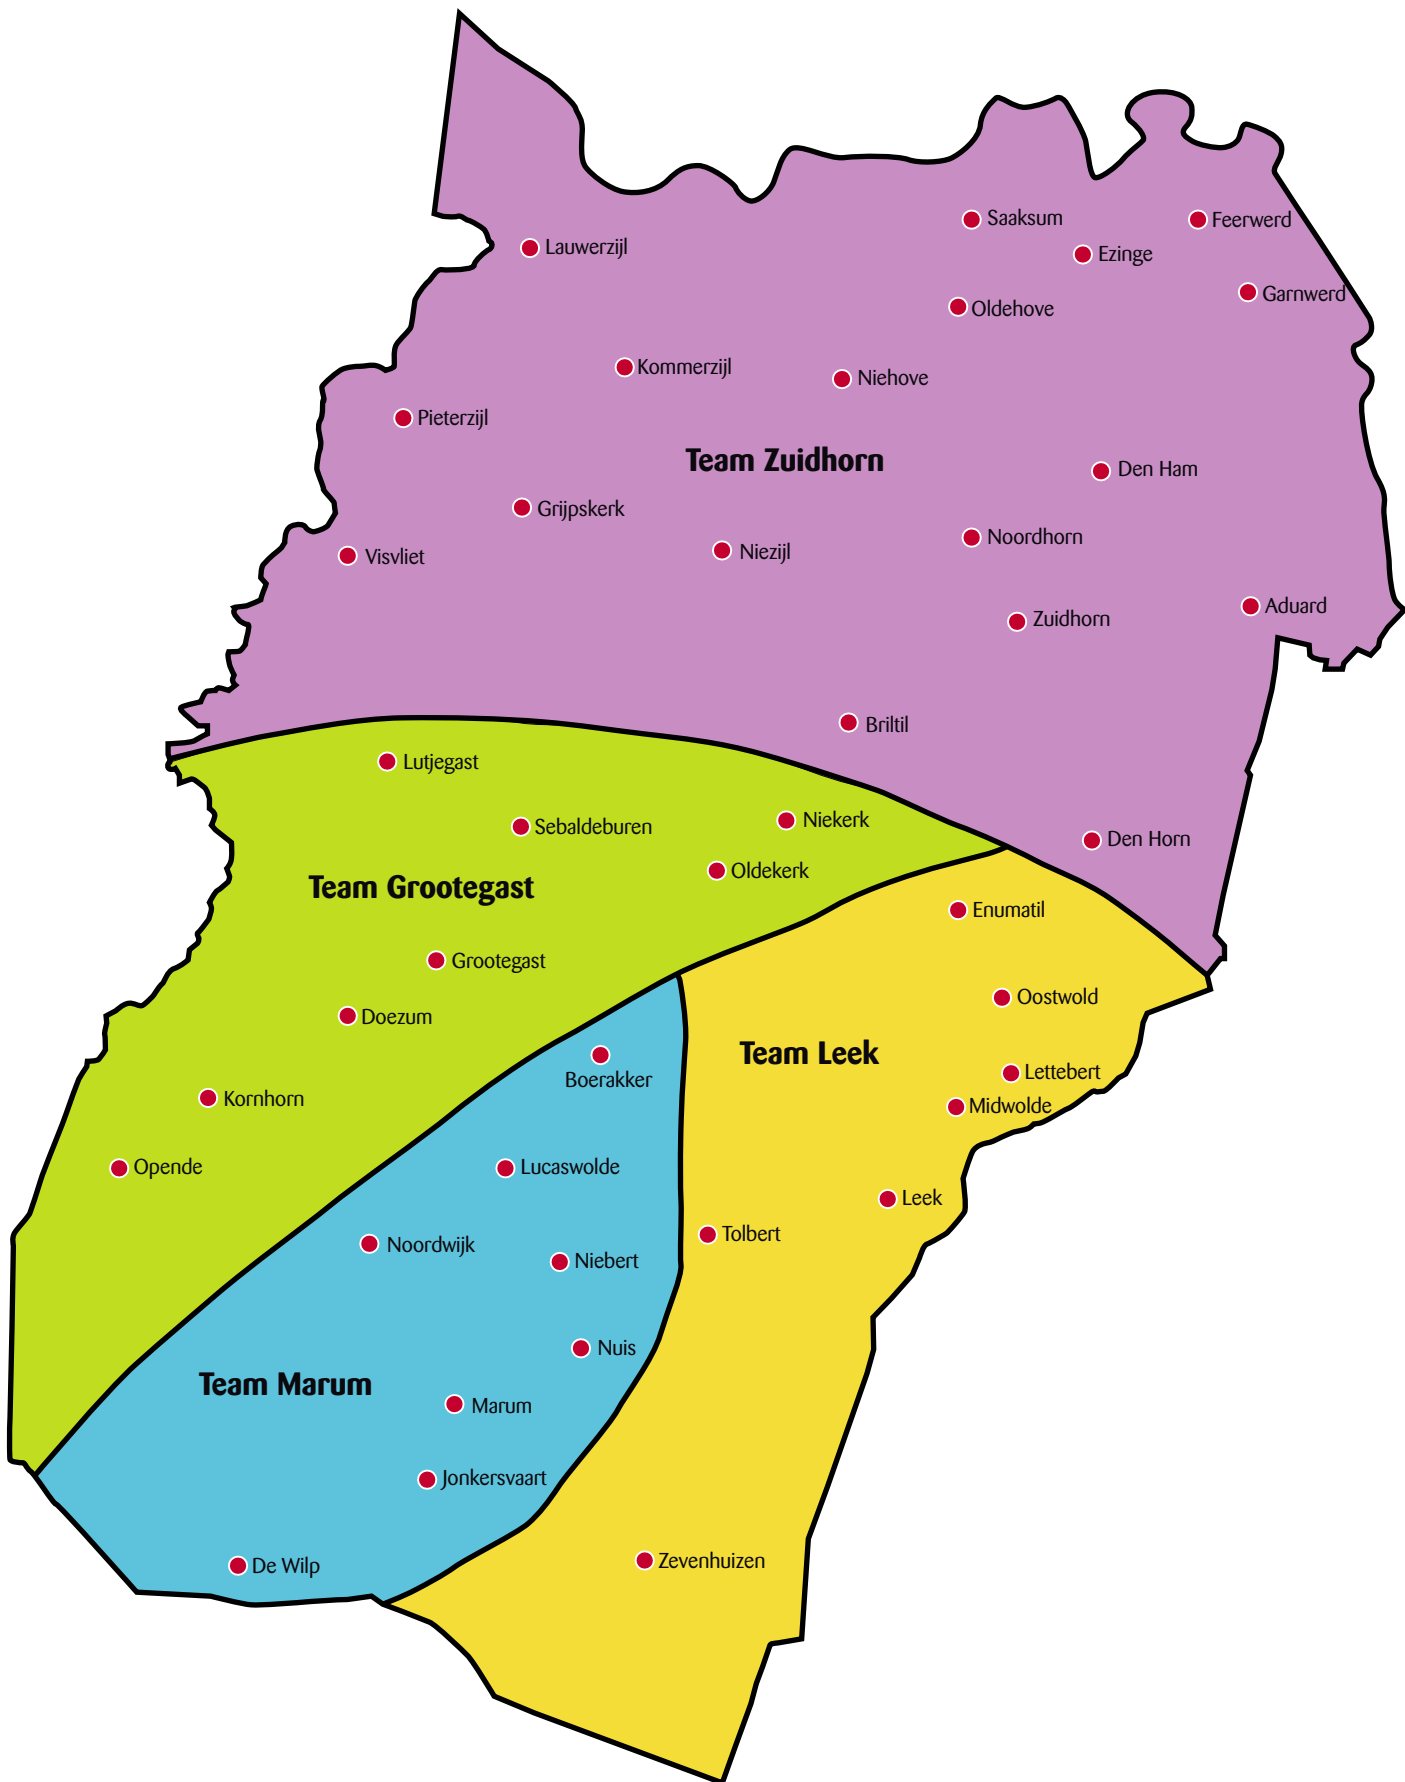 Saaksum
Feerwerd
Lauwerzijl
Ezinge
Garnwerd
Oldehove
Kommerzijl
Niehove
Pieterzijl
Team Zuidhorn
Den Ham
Grijpskerk
Noordhorn
Visvliet
Niezijl
Aduard
Zuidhorn
Briltil
Lutjegast
Niekerk
Sebaldeburen
Den Horn
Oldekerk
Team Grootegast
Enumatil
Grootegast
Oostwold
Doezum
Team Leek
Lettebert
Boerakker
Kornhorn
Midwolde
Opende
Lucaswolde
Leek
Tolbert
Noordwijk
Niebert
Nuis
Team Marum
Marum
Jonkersvaart
Zevenhuizen
De Wilp